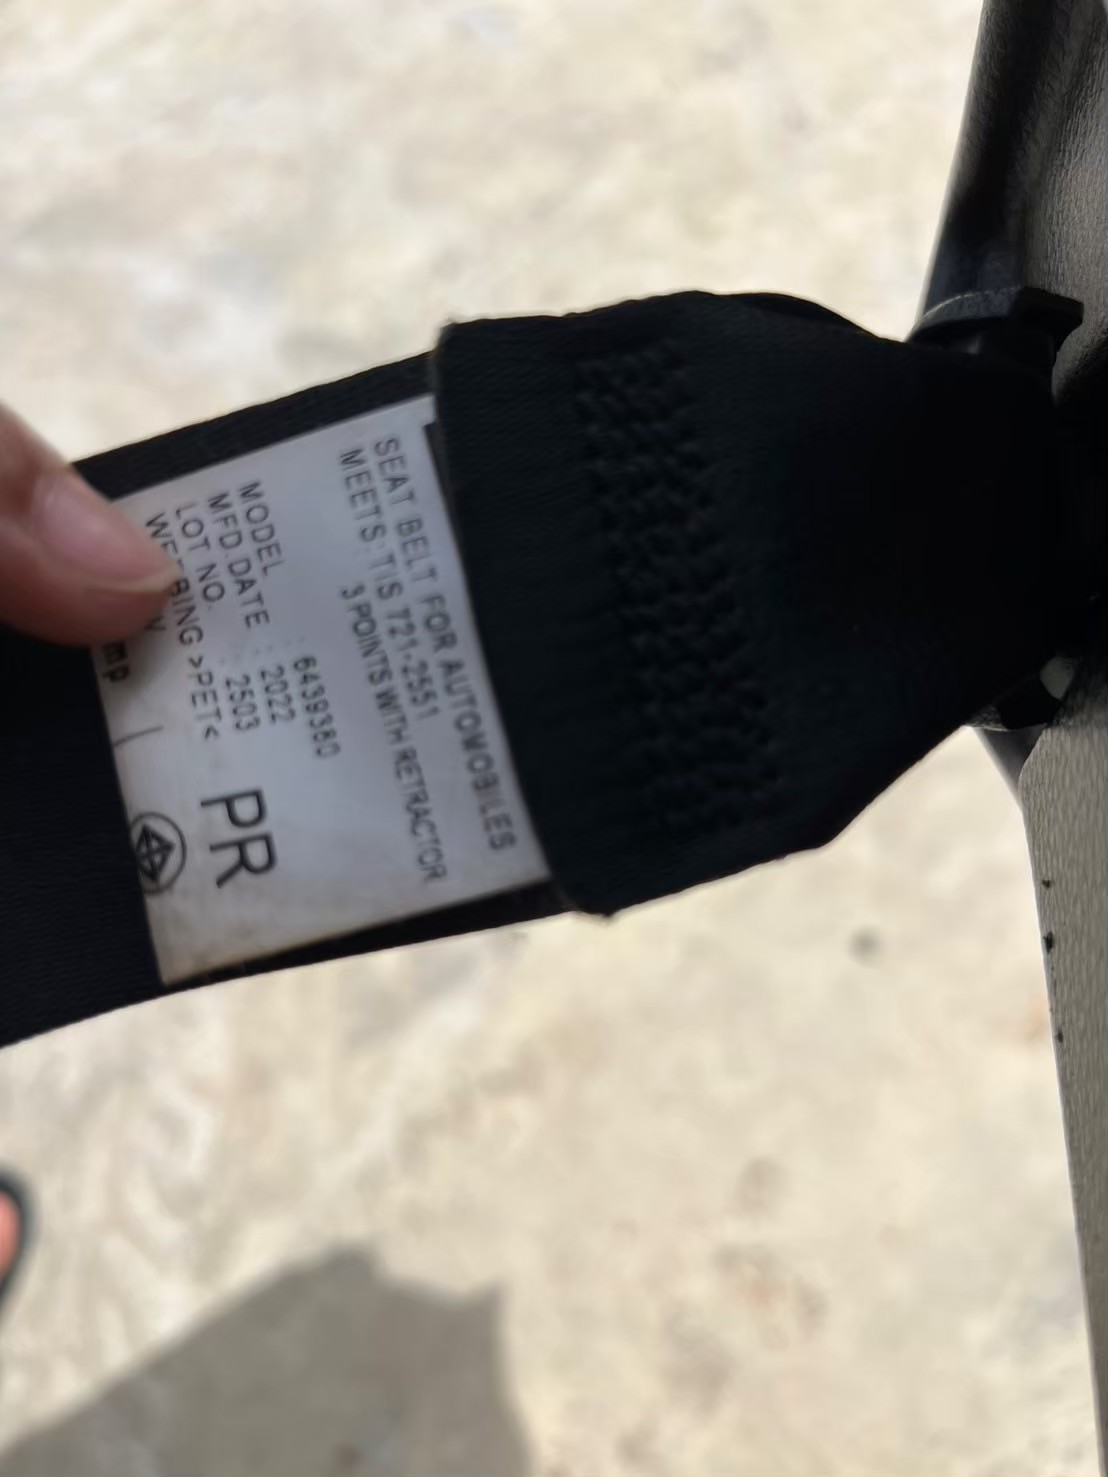 SEAT BELT FOR AUTOMOBILES
MEETS : TIS 721-2551
3 POINTS WITH RETRACTOR
MODEL : 6439380
MFD.DATE : 2022
LOT NO. : 2503
>PET<
PR